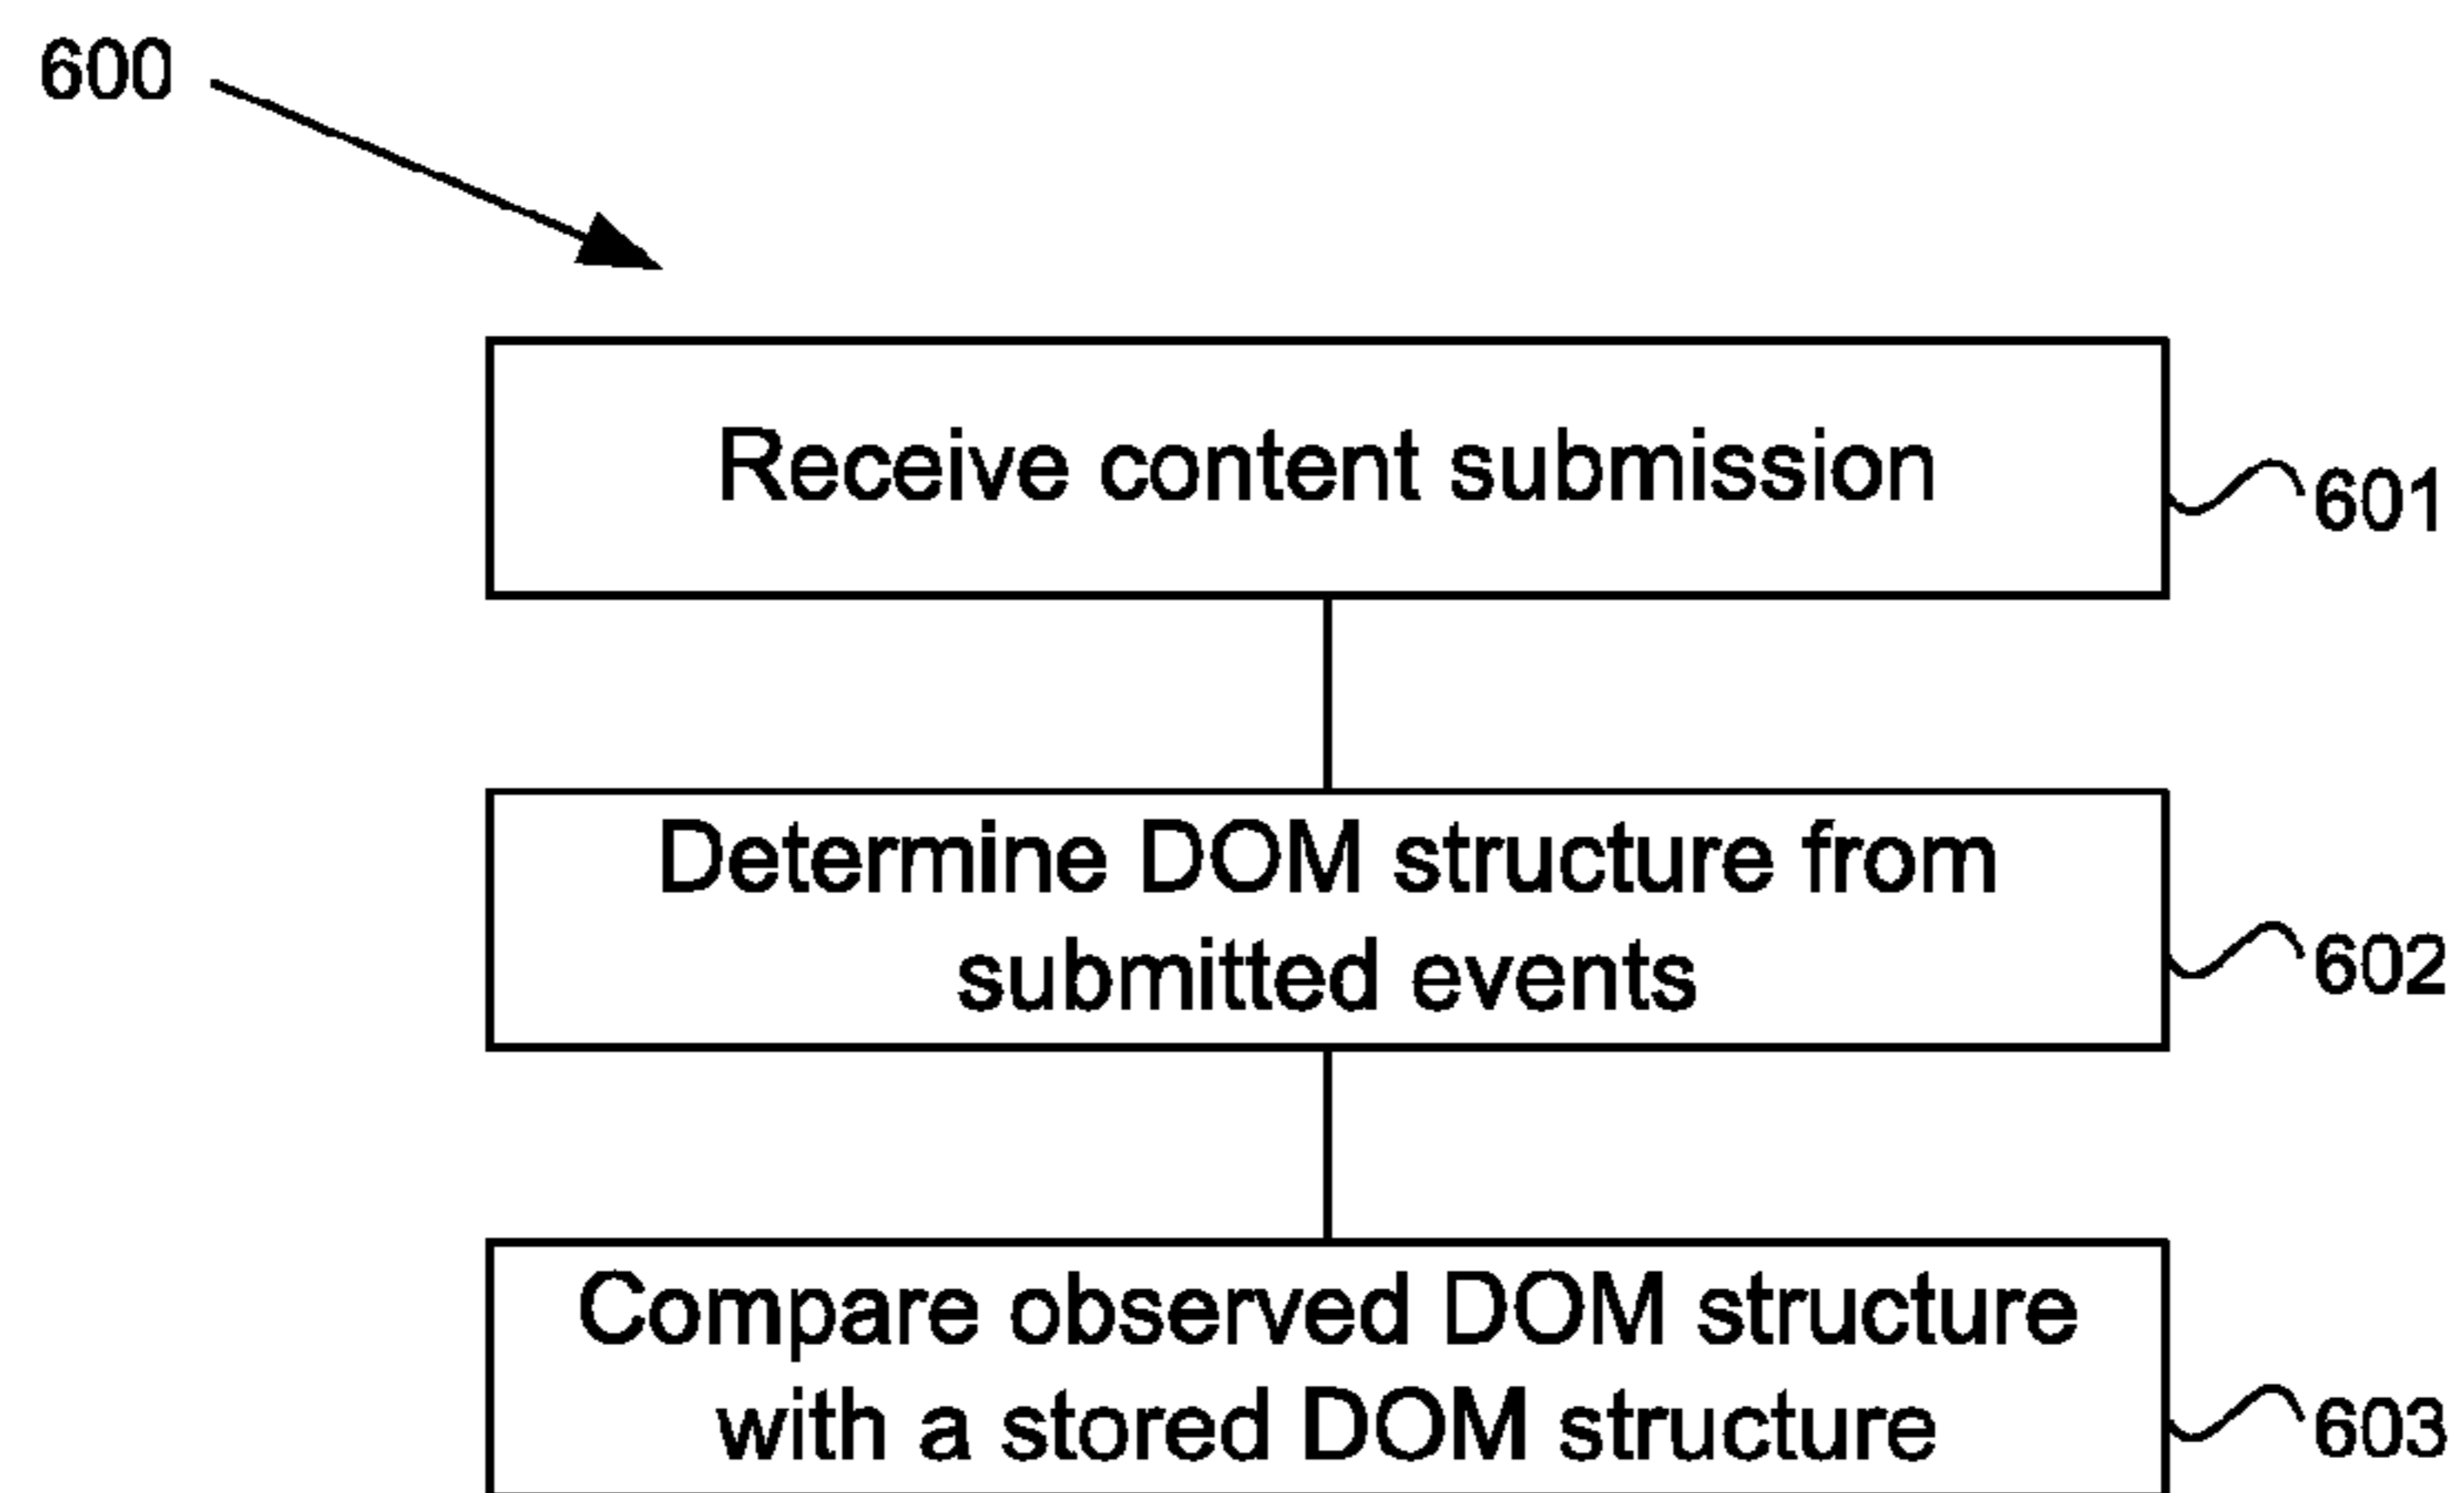 600
Receive content submission
601
Determine DOM structure from
submitted events
602
Compare observed DOM structure
with a stored DOM structure
603